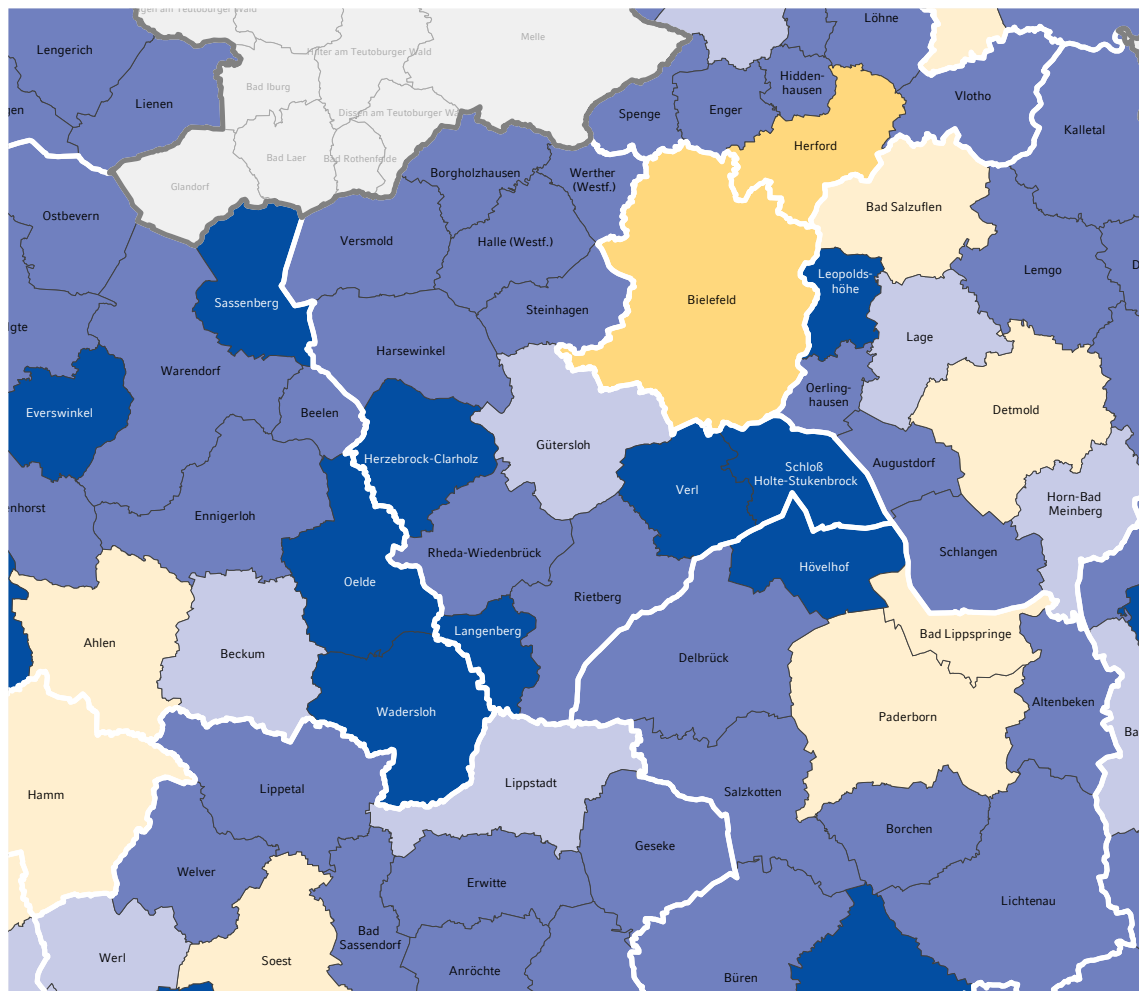 Löhne
Melle
Lengerich
Hilter am Teutoburger Wald
Hidden-
hausen
Bad Iburg
Vlotho
Lienen
Spenge
Enger
Kalletal
Herford
Bad Laer
Bad Rothenfelde
Borgholzhausen
Werther
(Westf.)
Glandorf
Bad Salzuflen
Ostbevern
Versmold
Halle (Westf.)
Lemgo
Leopolds-
höhe
Sassenberg
Bielefeld
Steinhagen
Lage
Harsewinkel
Warendorf
Oerling-
hausen
Everswinkel
Beelen
Detmold
Gütersloh
Herzebrock-Clarholz
Augustdorf
Schloß
Holte-Stukenbrock
Verl
Horn-Bad
Meinberg
Ennigerloh
Rheda-Wiedenbrück
Schlangen
Hövelhof
Oelde
Rietberg
Langenberg
Bad Lippspringe
Ahlen
Beckum
Delbrück
Altenbeken
Wadersloh
Paderborn
Lippstadt
Lippetal
Hamm
Salzkotten
Borchen
Geseke
Welver
Erwitte
Lichtenau
Bad
Sassendorf
Werl
Soest
Anröchte
Büren